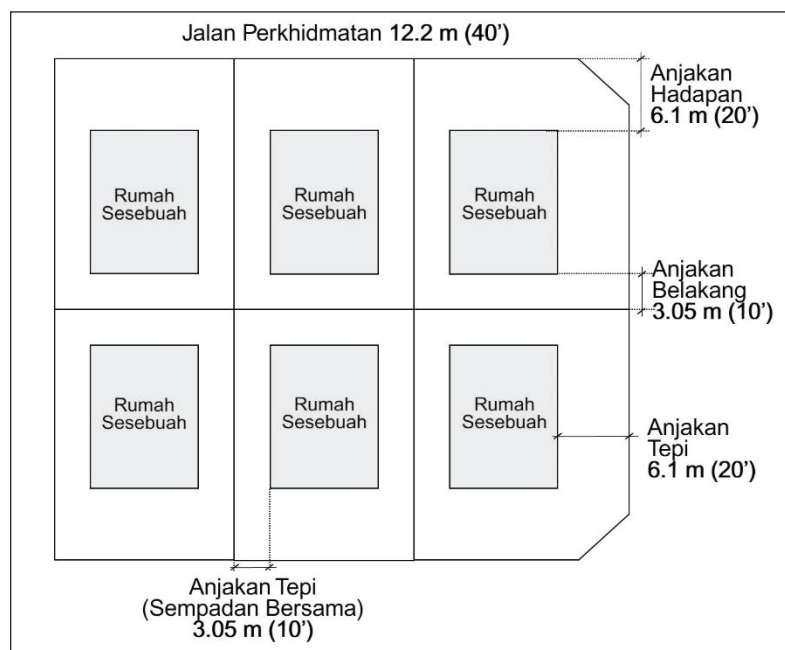 Jalan Perkhidmatan 12.2 m (40’)
Anjakan
Hadapan
6.1 m (20’)
Rumah
Sesebuah
Rumah
Sesebuah
Rumah
Sesebuah
Anjakan
Belakang
3.05 m (10’)
Rumah
Sesebuah
Rumah
Sesebuah
Rumah
Sesebuah
Anjakan
Tepi
6.1 m (20’)
Anjakan Tepi
(Sempadan Bersama)
3.05 m (10’)